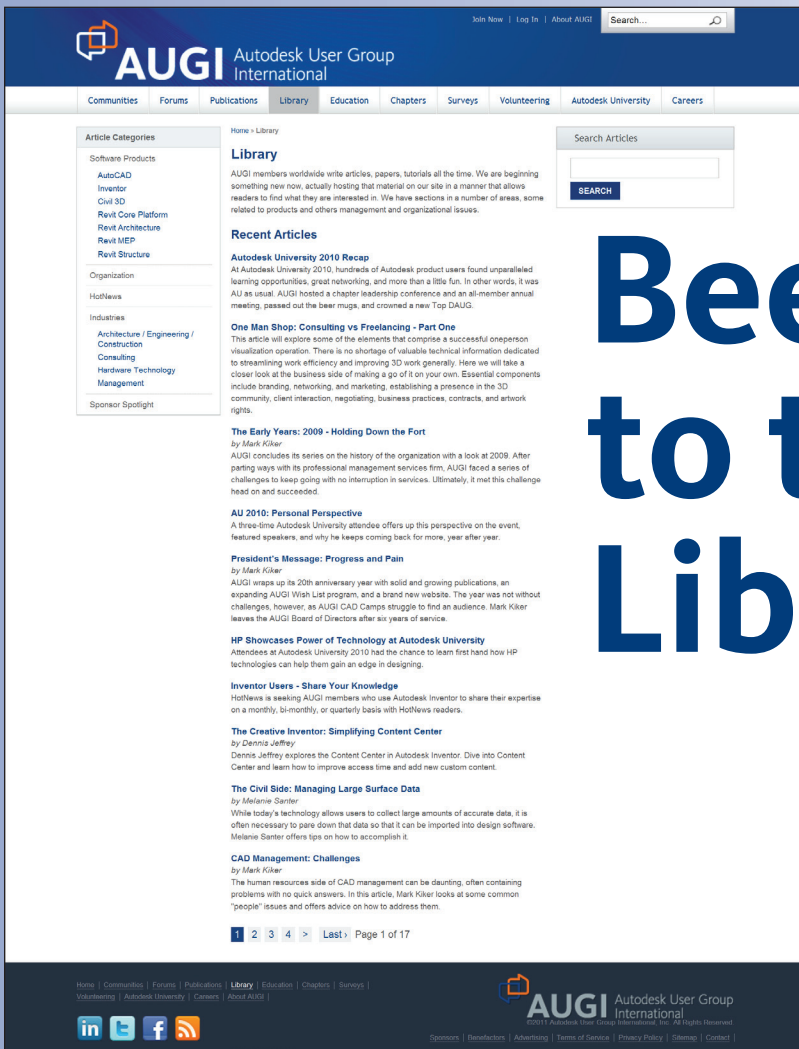 Join Now | Log In | About AUGI
Search...
AUGI Autodesk User Group
International
Communities Forums Publications Library Education Chapters Surveys Volunteering Autodesk University Careers
Article Categories
Software Products
AutoCAD
Inventor
Civil 3D
Revit Core Platform
Revit Architecture
Revit MEP
Revit Structure
Organization
HotNews
Industries
Architecture / Engineering /
Construction
Consulting
Hardware Technology
Management
Sponsor Spotlight
Home » Library
Library
AUGI members worldwide write articles, papers, tutorials all the time. We are beginning
something new now, actually hosting that material on our site in a manner that allows
readers to find what they are interested in. We have sections in a number of areas, some
related to products and others management and organizational issues.
Recent Articles
Autodesk University 2010 Recap
At Autodesk University 2010, hundreds of Autodesk product users found unparalleled
learning opportunities, great networking, and more than a little fun. In other words, it was
AU as usual. AUGI hosted a chapter leadership conference and an all-member annual
meeting, passed out the beer mugs, and crowned a new Top DAUG.
One Man Shop: Consulting vs Freelancing - Part One
This article will explore some of the elements that comprise a successful oneperson
visualization operation. There is no shortage of valuable technical information dedicated
to streamlining work efficiency and improving 3D work generally. Here we will take a
closer look at the business side of making a go of it on your own. Essential components
include branding, networking, and marketing, establishing a presence in the 3D
community, client interaction, negotiating, business practices, contracts, and artwork
rights.
The Early Years: 2009 - Holding Down the Fort
by Mark Kiker
AUGI concludes its series on the history of the organization with a look at 2009. After
parting ways with its professional management services firm, AUGI faced a series of
challenges to keep going with no interruption in services. Ultimately, it met this challenge
head on and succeeded.
AU 2010: Personal Perspective
A three-time Autodesk University attendee offers up this perspective on the event,
featured speakers, and why he keeps coming back for more, year after year.
President's Message: Progress and Pain
by Mark Kiker
AUGI wraps up its 20th anniversary year with solid and growing publications, an
expanding AUGI Wish List program, and a brand new website. The year was not without
challenges, however, as AUGI CAD Camps struggle to find an audience. Mark Kiker
leaves the AUGI Board of Directors after six years of service.
HP Showcases Power of Technology at Autodesk University
Attendees at Autodesk University 2010 had the chance to learn first hand how HP
technologies can help them gain an edge in designing.
Inventor Users - Share Your Knowledge
HotNews is seeking AUGI members who use Autodesk Inventor to share their expertise
on a monthly, bi-monthly, or quarterly basis with HotNews readers.
The Creative Inventor: Simplifying Content Center
by Dennis Jeffrey
Dennis Jeffrey explores the Content Center in Autodesk Inventor. Dive into Content
Center and learn how to improve access time and add new custom content.
The Civil Side: Managing Large Surface Data
by Melanie Santer
While today's technology allows users to collect large amounts of accurate data, it is
often necessary to pare down that data so that it can be imported into design software.
Melanie Santer offers tips on how to accomplish it.
CAD Management: Challenges
by Mark Kiker
The human resources side of CAD management can be daunting, often containing
problems with no quick answers. In this article, Mark Kiker looks at some common
"people" issues and offers advice on how to address them.
1 2 3 4 > Last › Page 1 of 17
Search Articles
SEARCH
Bee
to t
Lib
Home | Communities | Forums | Publications | Library | Education | Chapters | Surveys |
Volunteering | Autodesk University | Careers | About AUGI |
in t f
AUGI Autodesk User Group
International
©2011 Autodesk User Group International, Inc. All Rights Reserved.
Sponsors | Benefactors | Advertising | Terms of Service | Privacy Policy | Sitemap | Contact |